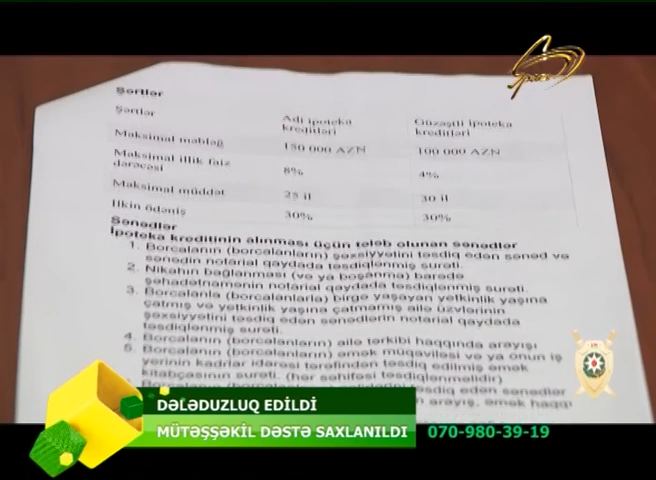 Şərtlər
Şərtlər Adi ipoteka kreditləri Güzəştli ipoteka kreditləri
Maksimal məbləğ 150 000 AZN 100 000 AZN
Maksimal illik faiz dərəcəsi 8% 4%
Maksimal müddət 25 il 30 il
İlkin ödəniş 30% 30%
Sənədlər
İpoteka kreditinin alınması üçün tələb olunan sənədlər
1. Borcalanın (borcalanların) şəxsiyyətini təsdiq edən sənəd və
sənədin notarial qaydada təsdiqlənmiş surəti.
2. Nikahın bağlanması (və ya boşanma) barədə
şəhadətnamənin notarial qaydada təsdiqlənmiş surəti.
3. Borcalanla (borcalanlarla) birgə yaşayan yetkinlik yaşına
çatmış və yetkinlik yaşına çatmamış ailə üzvlərinin
şəxsiyyətini təsdiq edən sənədlərin notarial qaydada
təsdiqlənmiş surəti.
4. Borcalanın (borcalanların) ailə tərkibi haqqında arayışı
5. Borcalanın (borcalanların) əmək müqaviləsi və ya onun iş
yerinin kadrlar idarəsi tərəfindən təsdiq edilmiş əmək
kitabçasının surəti. (hər səhifəsi təsdiqlənməlidir)
təsdiq edən sənədlər
arayış, əmək haqqı
DƏLƏDUZLUQ EDİLDİ
MÜTƏŞŞƏKİL DƏSTƏ SAXLANILDI 070-980-39-19